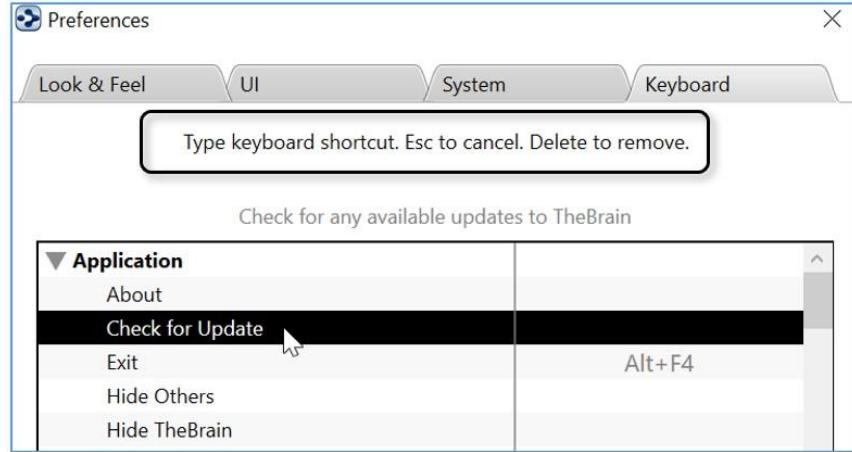 Preferences
Look & Feel UI System Keyboard
Type keyboard shortcut. Esc to cancel. Delete to remove.
Check for any available updates to TheBrain
Application
About
Check for Update
Exit Alt+F4
Hide Others
Hide TheBrain